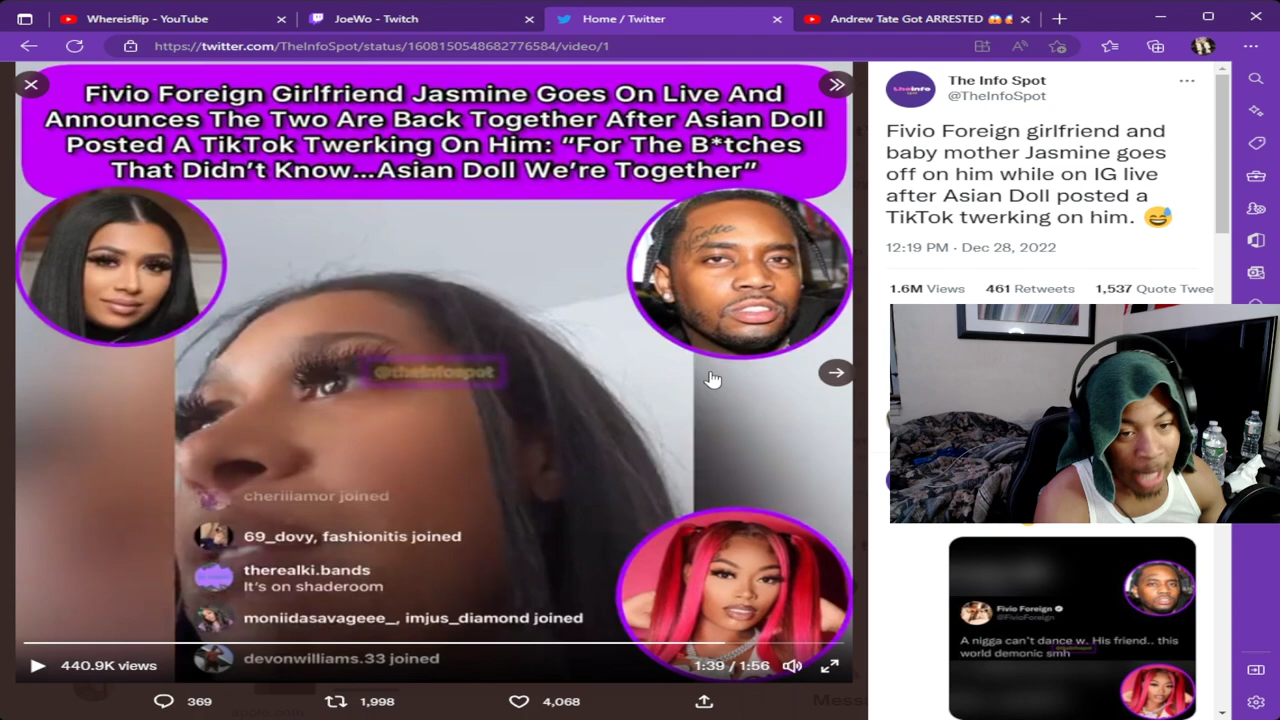 Whereisflip - YouTube
JoeWo - Twitch
Home / Twitter
Andrew Tate Got ARRESTED
https://twitter.com/TheInfoSpot/status/1608150548682776584/video/1
Fivio Foreign Girlfriend Jasmine Goes On Live And
Announces The Two Are Back Together After Asian Doll
Posted A TikTok Twerking On Him: “For The B*tches
That Didn’t Know...Asian Doll We’re Together”
@theinfospot
cheriiiamor joined
69_dovy, fashionitis joined
therealki.bands
It's on shaderoom
moniidasavageee_, imjus_diamond joined
devonwilliams.33 joined
440.9K views
1:39 / 1:56
369
1,998
4,068
theinfo
The Info Spot
@TheInfoSpot
Fivio Foreign girlfriend and
baby mother Jasmine goes
off on him while on IG live
after Asian Doll posted a
TikTok twerking on him. 😅
12:19 PM · Dec 28, 2022
1.6M Views 461 Retweets 1,537 Quote Twee
Fivio Foreign
@FivioForeign
A nigga can't dance w. His friend.. this
world demonic smh